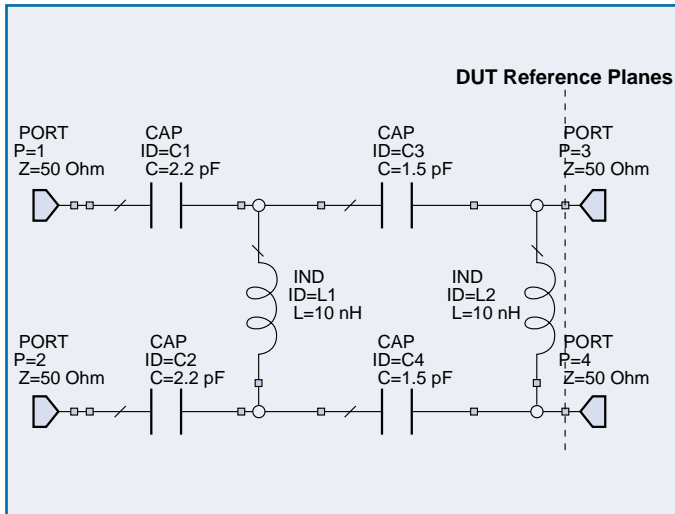 DUT Reference Planes
PORT
P=1
Z=50 Ohm
CAP
ID=C1
C=2.2 pF
CAP
ID=C3
C=1.5 pF
PORT
P=3
Z=50 Ohm
IND
ID=L1
L=10 nH
IND
ID=L2
L=10 nH
PORT
P=2
Z=50 Ohm
CAP
ID=C2
C=2.2 pF
CAP
ID=C4
C=1.5 pF
PORT
P=4
Z=50 Ohm